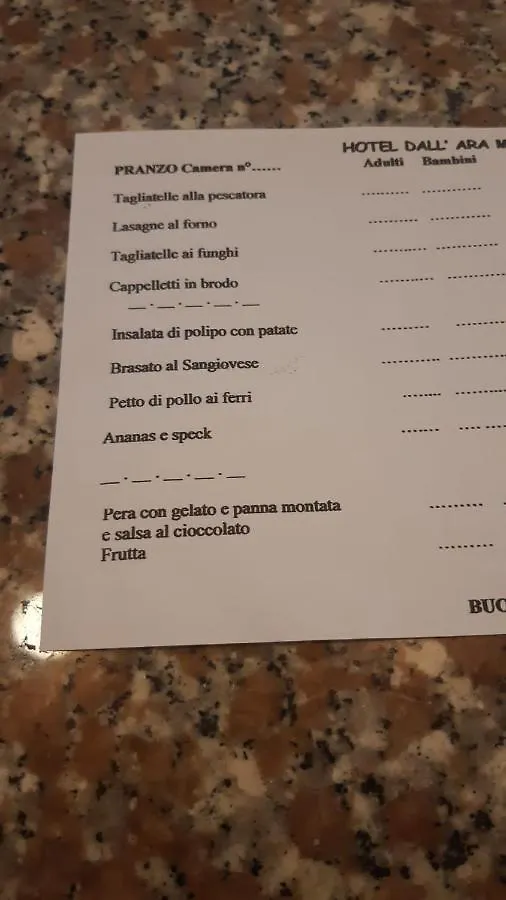 HOTEL DALL' ARA M
PRANZO Camera n°...... Adulti Bambini
Tagliatelle alla pescatora .......... ............
Lasagne al forno .......... ............
Tagliatelle ai funghi ........... .............
Cappelletti in brodo ........... ............
— · — · — · — · —
Insalata di polipo con patate .......... ..........
Brasato al Sangiovese ............ ............
Petto di pollo ai ferri ........ ...........
Ananas e speck ........ ..........
— · — · — · — · —
Pera con gelato e panna montata ...........
e salsa al cioccolato
Frutta ...........